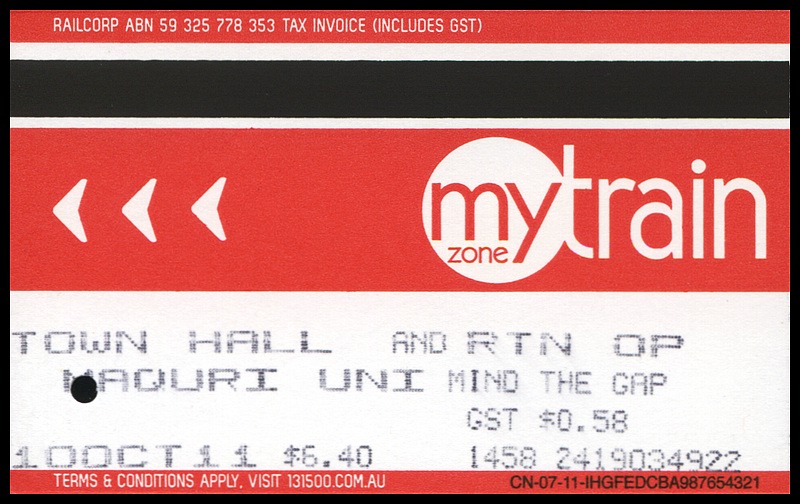 RAILCORP ABN 59 325 778 353 TAX INVOICE (INCLUDES GST)
mytrain
zone
TOWN HALL AND RTN OP
MAQURI UNI MIND THE GAP
GST $0.58
10OCT11 $6.40 1458 2419034922
TERMS & CONDITIONS APPLY, VISIT 131500.COM.AU CN-07-11-IHGFEDCBA987654321